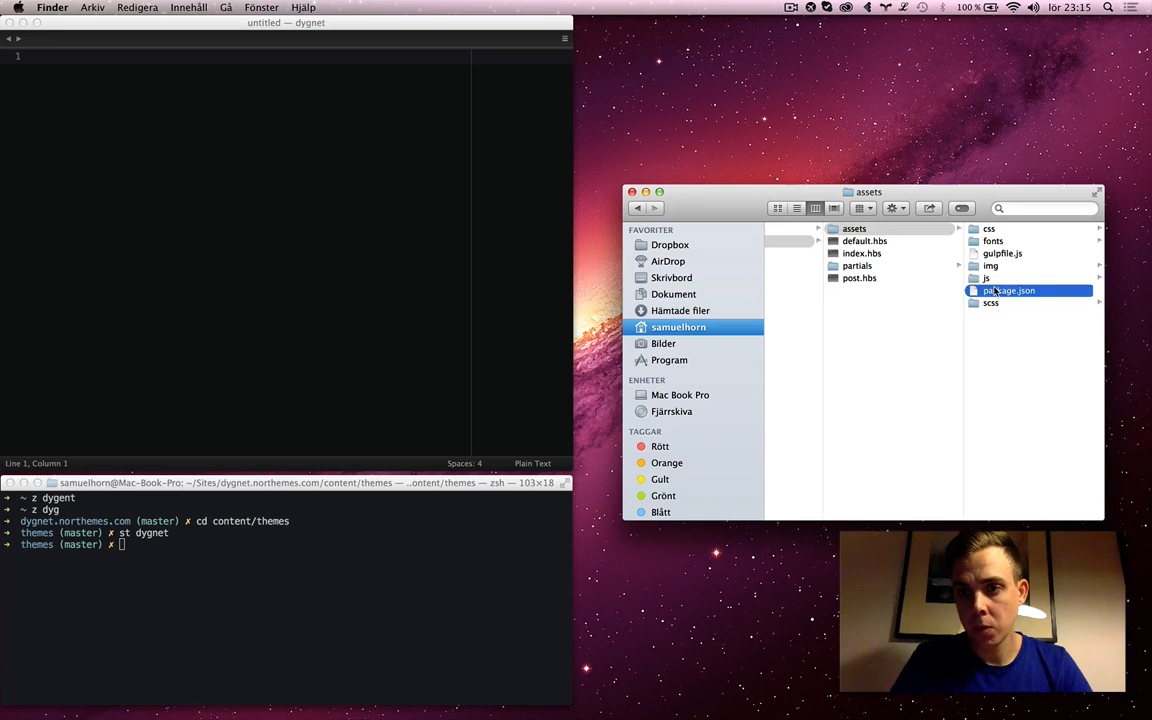 Finder Arkiv Redigera Innehåll Gå Fönster Hjälp 100 % lör 23:15
untitled — dygnet
1
Line 1, Column 1 Spaces: 4 Plain Text
samuelhorn@Mac-Book-Pro: ~/Sites/dygnet.northemes.com/content/themes — ..ontent/themes — zsh — 103×18
➜ ~ z dygent
➜ ~ z dyg
➜ dygnet.northemes.com (master) ✗ cd content/themes
➜ themes (master) ✗ st dygnet
➜ themes (master) ✗
assets
FAVORITER
Dropbox
AirDrop
Skrivbord
Dokument
Hämtade filer
samuelhorn
Bilder
Program
ENHETER
Mac Book Pro
Fjärrskiva
TAGGAR
Rött
Orange
Gult
Grönt
Blått
assets
default.hbs
index.hbs
partials
post.hbs
css
fonts
gulpfile.js
img
js
package.json
scss